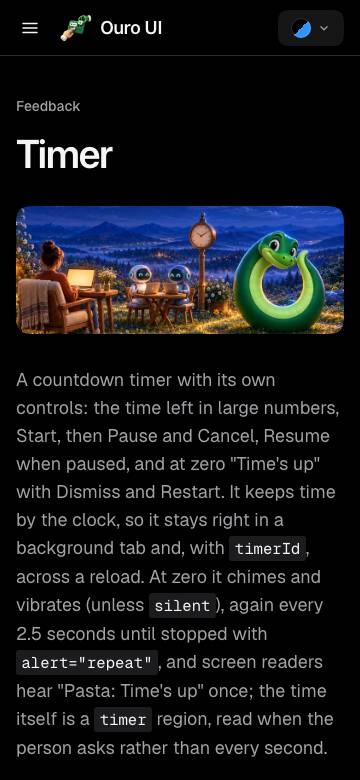 Ouro UI
Feedback
Timer
A countdown timer with its own
controls: the time left in large numbers,
Start, then Pause and Cancel, Resume
when paused, and at zero "Time's up"
with Dismiss and Restart. It keeps time
by the clock, so it stays right in a
background tab and, with timerId,
across a reload. At zero it chimes and
vibrates (unless silent), again every
2.5 seconds until stopped with
alert="repeat", and screen readers
hear "Pasta: Time's up" once; the time
itself is a timer region, read when the
person asks rather than every second.